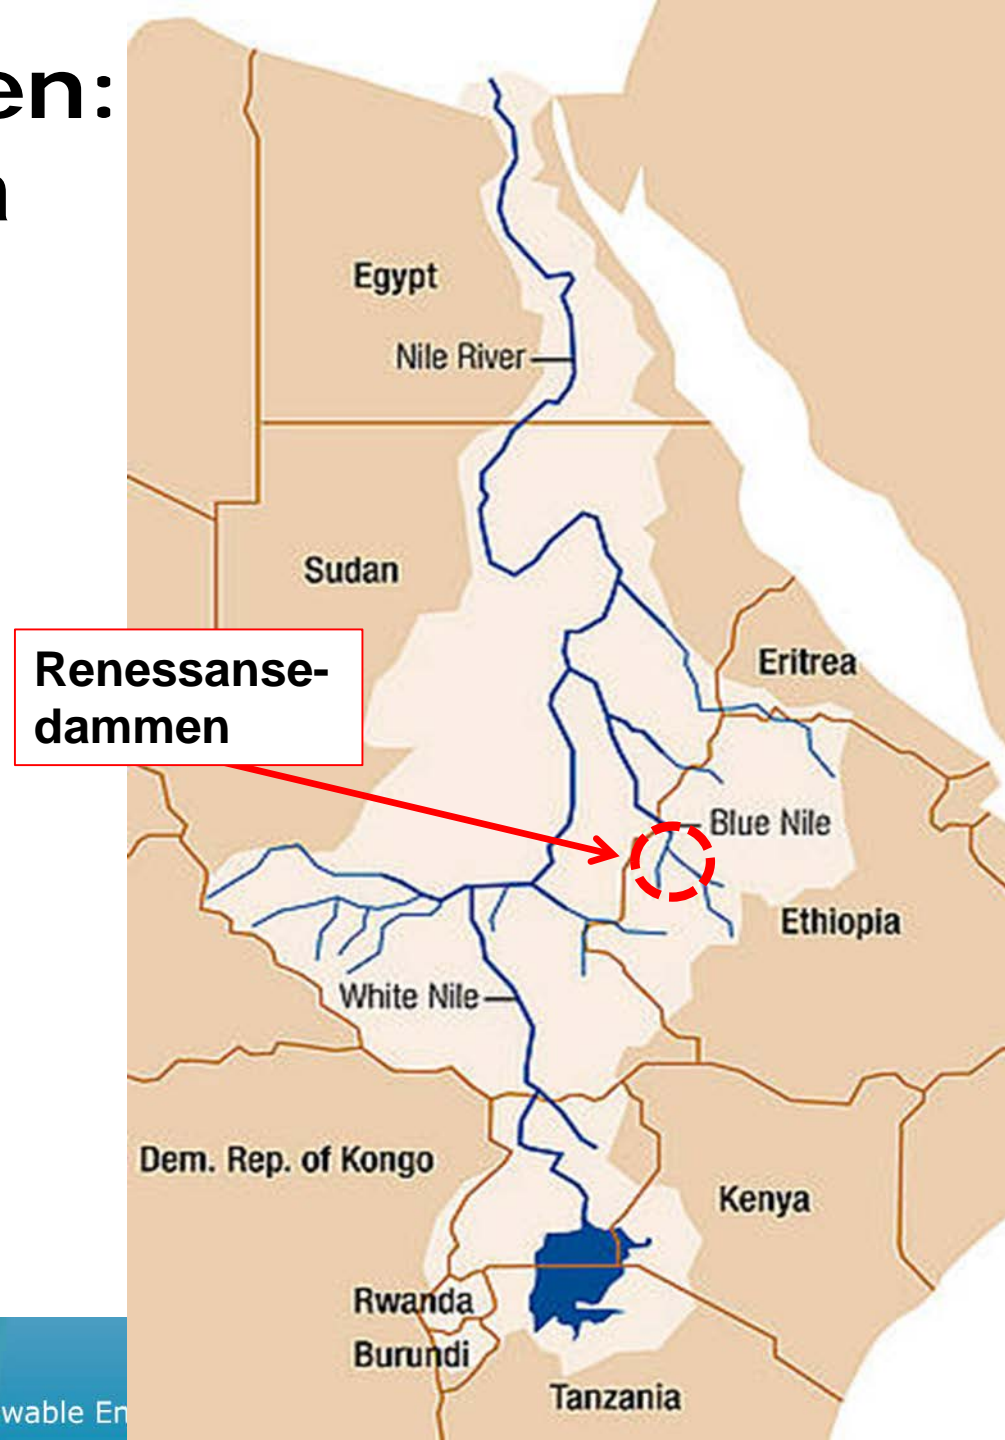 en:
Egypt
Nile River
Sudan
Renessanse-
dammen
Eritrea
Blue Nile
Ethiopia
White Nile
Dem. Rep. of Kongo
Kenya
Rwanda
Burundi
Tanzania
wable En